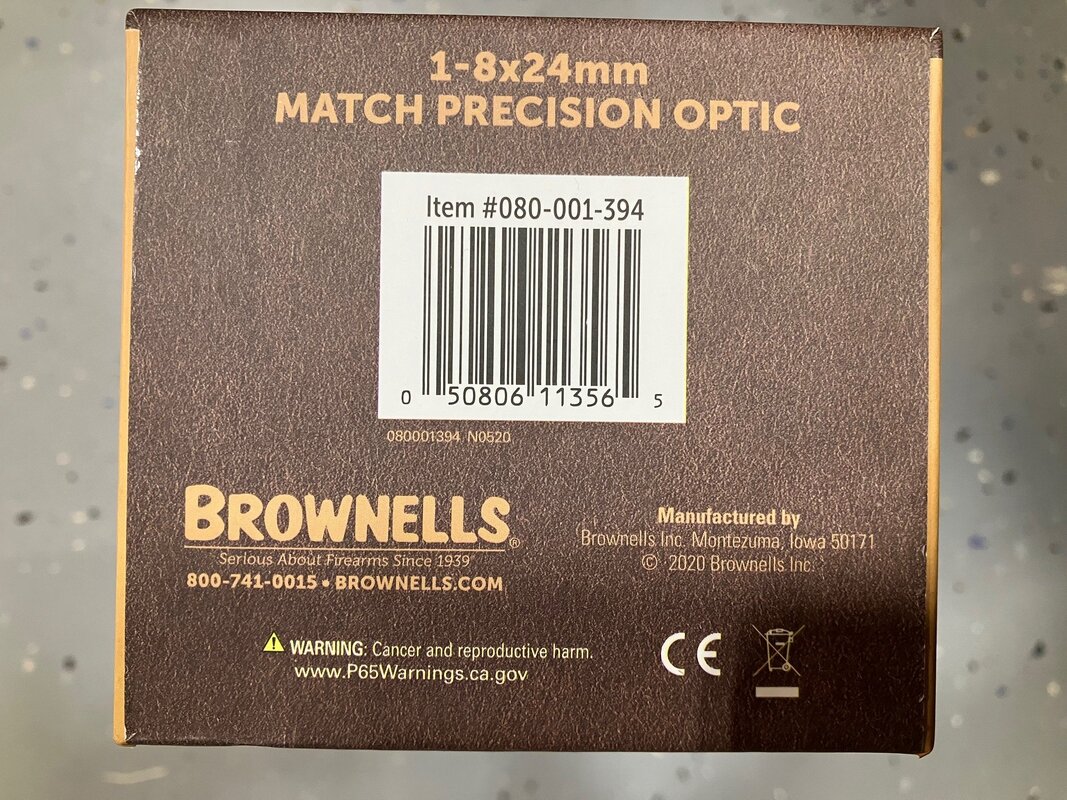 1-8x24mm
MATCH PRECISION OPTIC
Item #080-001-394
0 50806 11356 5
080001394 N0520
BROWNELLS®
Serious About Firearms Since 1939
800-741-0015 • BROWNELLS.COM
Manufactured by
Brownells Inc. Montezuma, Iowa 50171
© 2020 Brownells Inc.
WARNING: Cancer and reproductive harm.
www.P65Warnings.ca.gov
CE